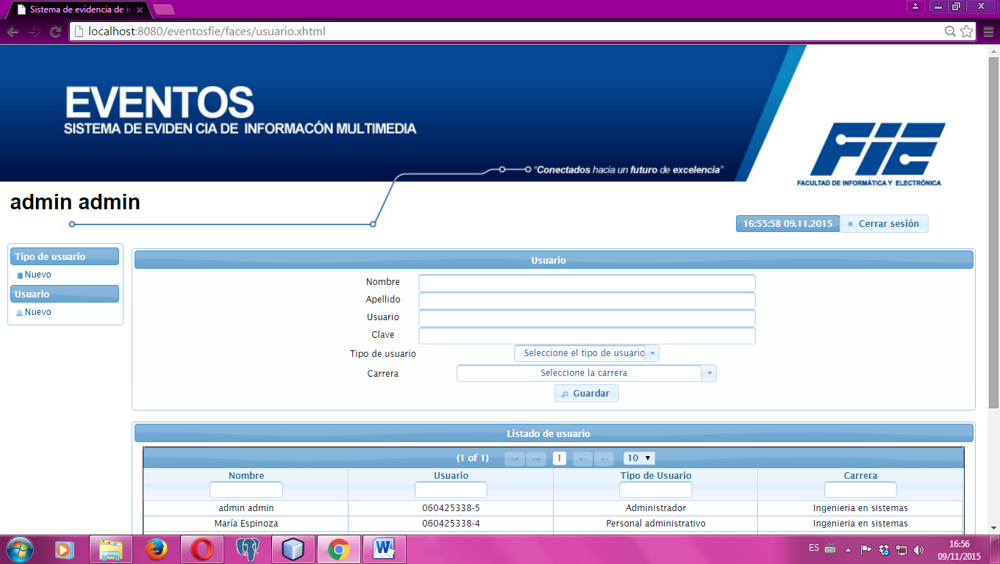 Sistema de evidencia de i
localhost:8080/eventosfie/faces/usuario.xhtml
EVENTOS
SISTEMA DE EVIDEN CIA DE INFORMACÓN MULTIMEDIA
"Conectados hacia un futuro de excelencia"
FIE
FACULTAD DE INFORMÁTICA Y ELECTRÓNICA
admin admin
16:55:58 09.11.2015
Cerrar sesión
Tipo de usuario
Nuevo
Usuario
Nuevo
Usuario
Nombre
Apellido
Usuario
Clave
Tipo de usuario Seleccione el tipo de usuario
Carrera Seleccione la carrera
Guardar
Listado de usuario
(1 of 1) 1 10
Nombre Usuario Tipo de Usuario Carrera
admin admin 060425338-5 Administrador Ingenieria en sistemas
María Espinoza 060425338-4 Personal administrativo Ingenieria en sistemas
ES
16:56
09/11/2015